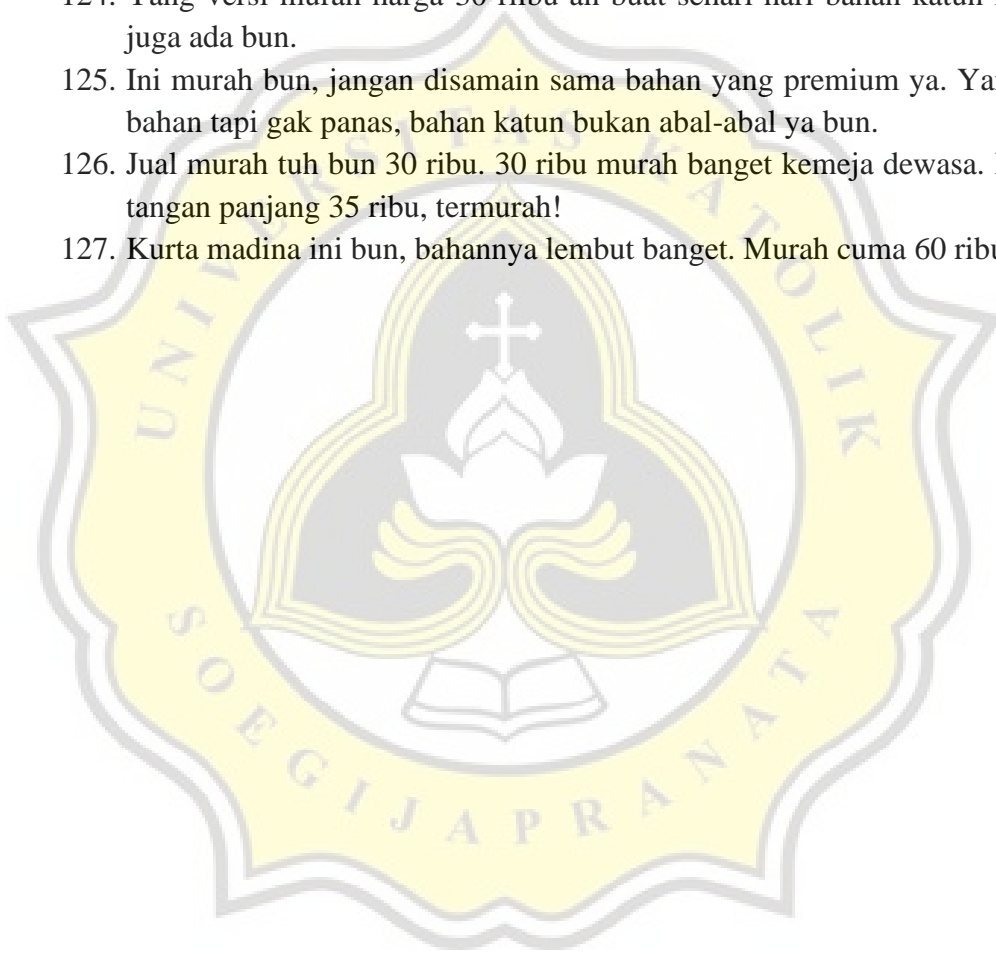 124. Yang versi murah harga 30 ribu an buat sehari hari bahan katun
juga ada bun.
125. Ini murah bun, jangan disamain sama bahan yang premium ya.
bahan tapi gak panas, bahan katun bukan abal-abal ya bun.
126. Jual murah tuh bun 30 ribu. 30 ribu murah banget kemeja dewasa.
tangan panjang 35 ribu, termurah!
127. Kurta madina ini bun, bahannya lembut banget. Murah cuma 60 ribu
UNIVERSITAS KATOLIK
SOEGIJAPRANATA